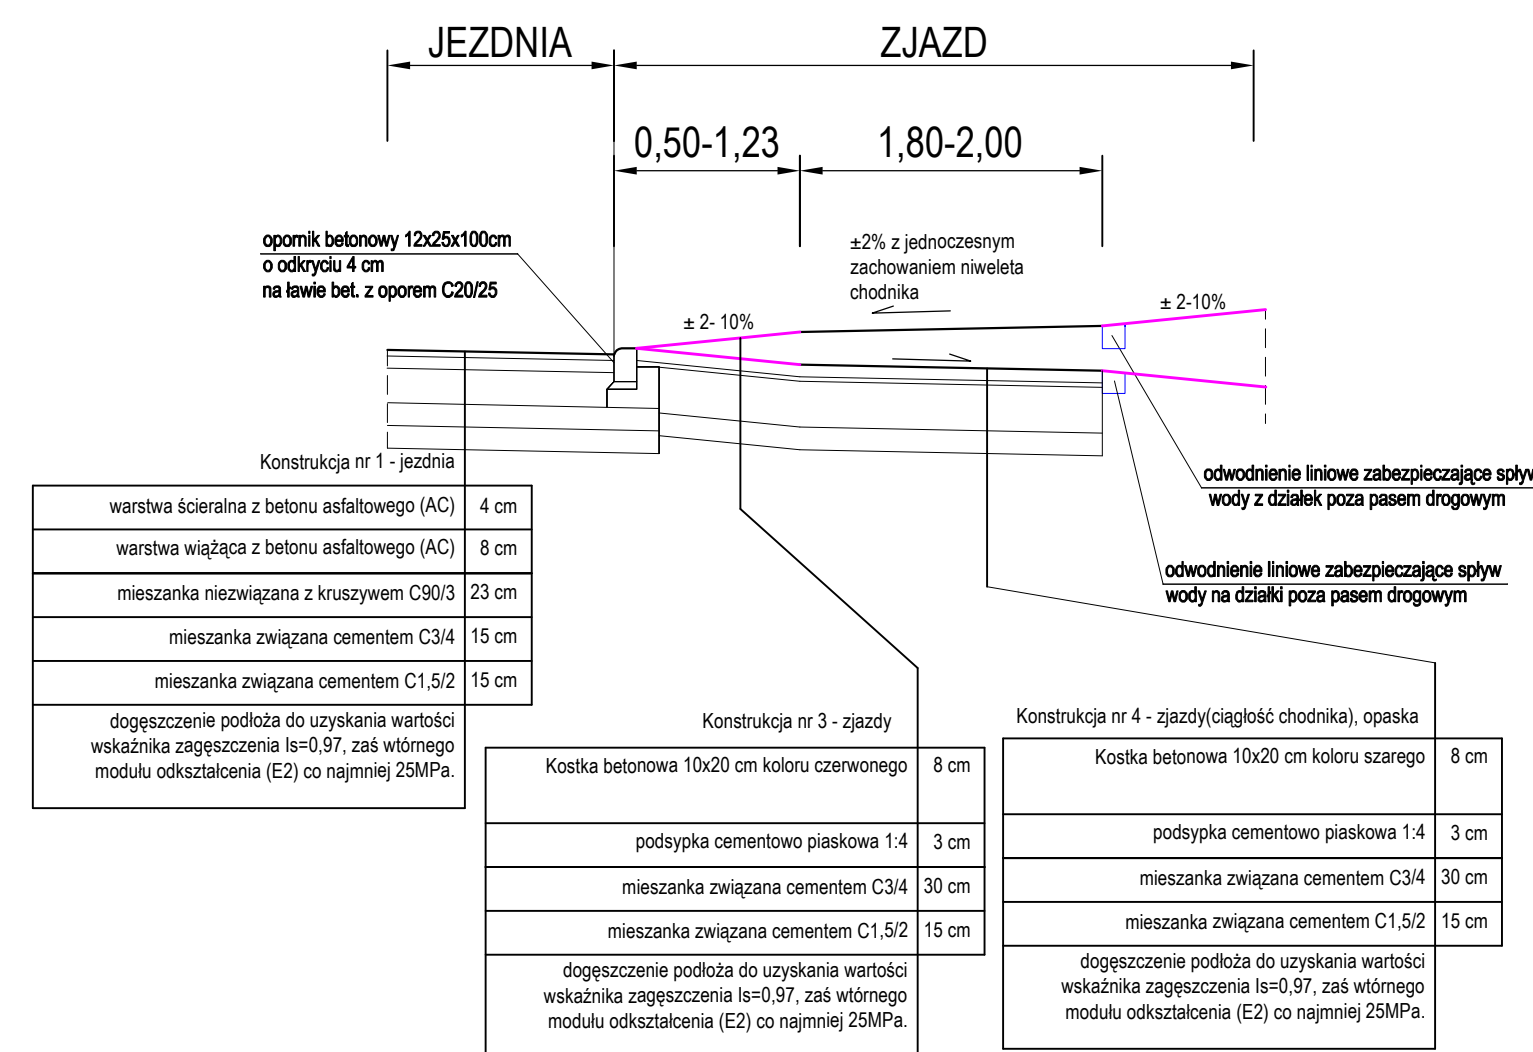 JEZDNIA
ZJAZD
0,50-1,23
1,80-2,00
opornik betonowy 12x25x100cm
o odkryciu 4 cm
na ławie bet. z oporem C20/25
±2% z jednoczesnym
zachowaniem niweleta
chodnika
± 2- 10%
± 2-10%
odwodnienie liniowe zabezpieczające spływ
wody z działek poza pasem drogowym
odwodnienie liniowe zabezpieczające spływ
wody na działki poza pasem drogowym
Konstrukcja nr 1 - jezdnia
warstwa ścieralna z betonu asfaltowego (AC) 4 cm
warstwa wiążąca z betonu asfaltowego (AC) 8 cm
mieszanka niezwiązana z kruszywem C90/3 23 cm
mieszanka związana cementem C3/4 15 cm
mieszanka związana cementem C1,5/2 15 cm
dogęszczenie podłoża do uzyskania wartości
wskaźnika zagęszczenia Is=0,97, zaś wtórnego
modułu odkształcenia (E2) co najmniej 25MPa.
Konstrukcja nr 3 - zjazdy
Kostka betonowa 10x20 cm koloru czerwonego 8 cm
podsypka cementowo piaskowa 1:4 3 cm
mieszanka związana cementem C3/4 30 cm
mieszanka związana cementem C1,5/2 15 cm
dogęszczenie podłoża do uzyskania wartości
wskaźnika zagęszczenia Is=0,97, zaś wtórnego
modułu odkształcenia (E2) co najmniej 25MPa.
Konstrukcja nr 4 - zjazdy(ciągłość chodnika), opaska
Kostka betonowa 10x20 cm koloru szarego 8 cm
podsypka cementowo piaskowa 1:4 3 cm
mieszanka związana cementem C3/4 30 cm
mieszanka związana cementem C1,5/2 15 cm
dogęszczenie podłoża do uzyskania wartości
wskaźnika zagęszczenia Is=0,97, zaś wtórnego
modułu odkształcenia (E2) co najmniej 25MPa.